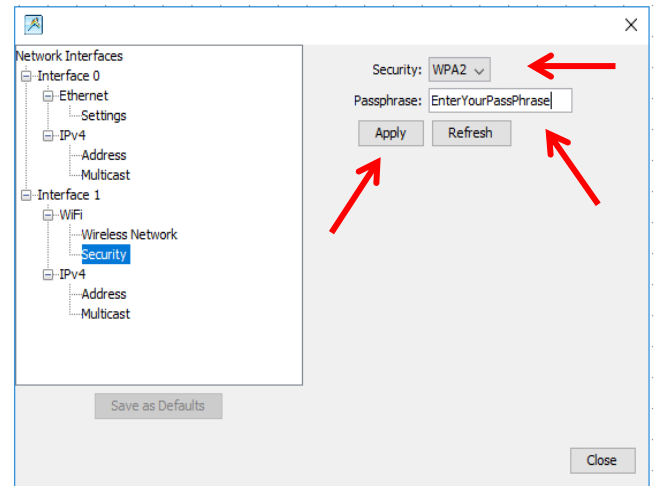 Network Interfaces
Interface 0
Ethernet
Settings
IPv4
Address
Multicast
Interface 1
WiFi
Wireless Network
Security
IPv4
Address
Multicast
Save as Defaults
Security: WPA2
Passphrase: EnterYourPassPhrase
Apply Refresh
Close